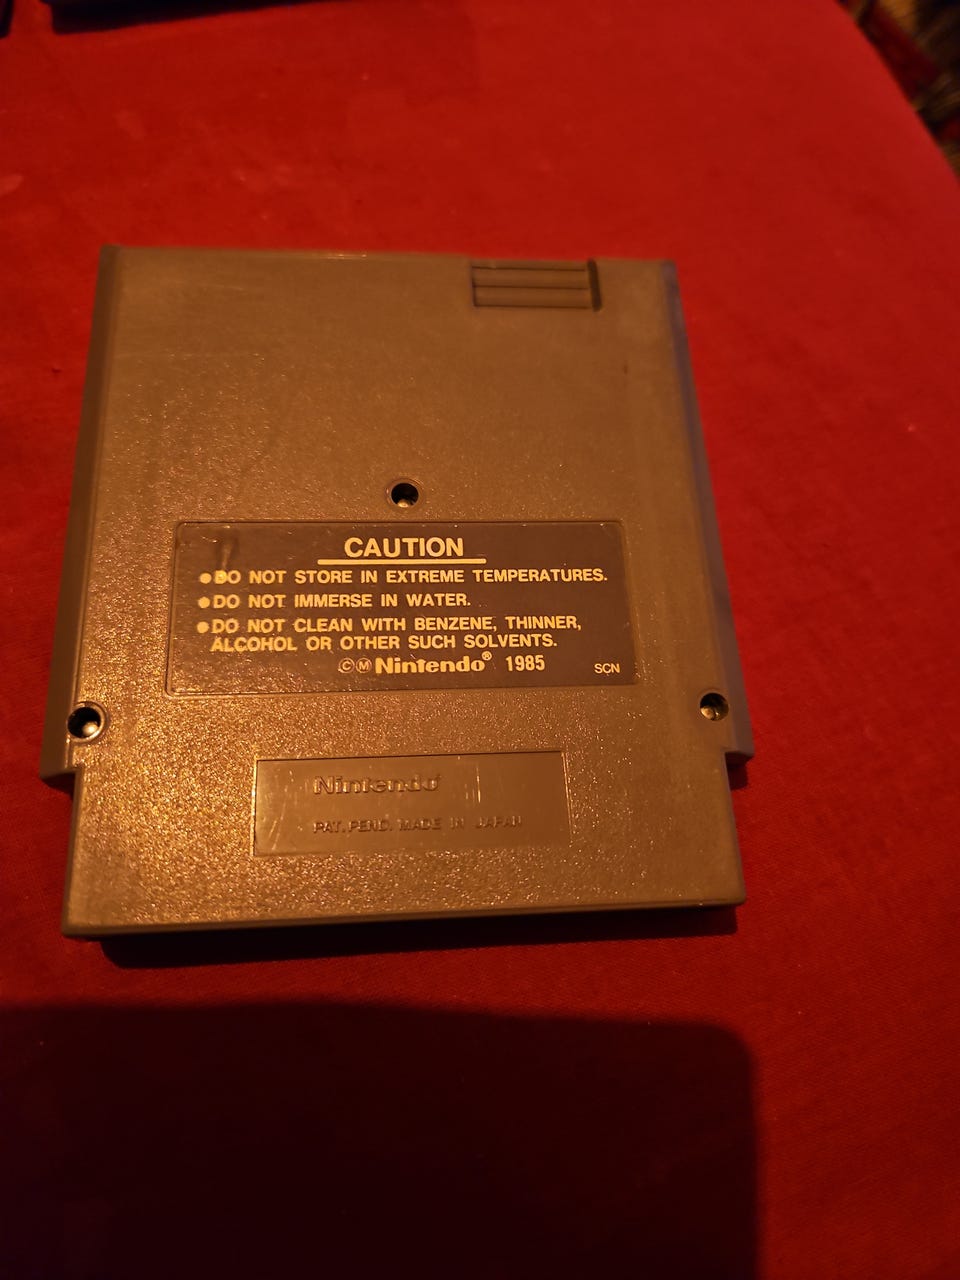 CAUTION
●DO NOT STORE IN EXTREME TEMPERATURES.
●DO NOT IMMERSE IN WATER.
●DO NOT CLEAN WITH BENZENE, THINNER,
ALCOHOL OR OTHER SUCH SOLVENTS.
©Ⓜ Nintendo® 1985 SCN
Nintendo®
PAT. PEND. MADE IN JAPAN